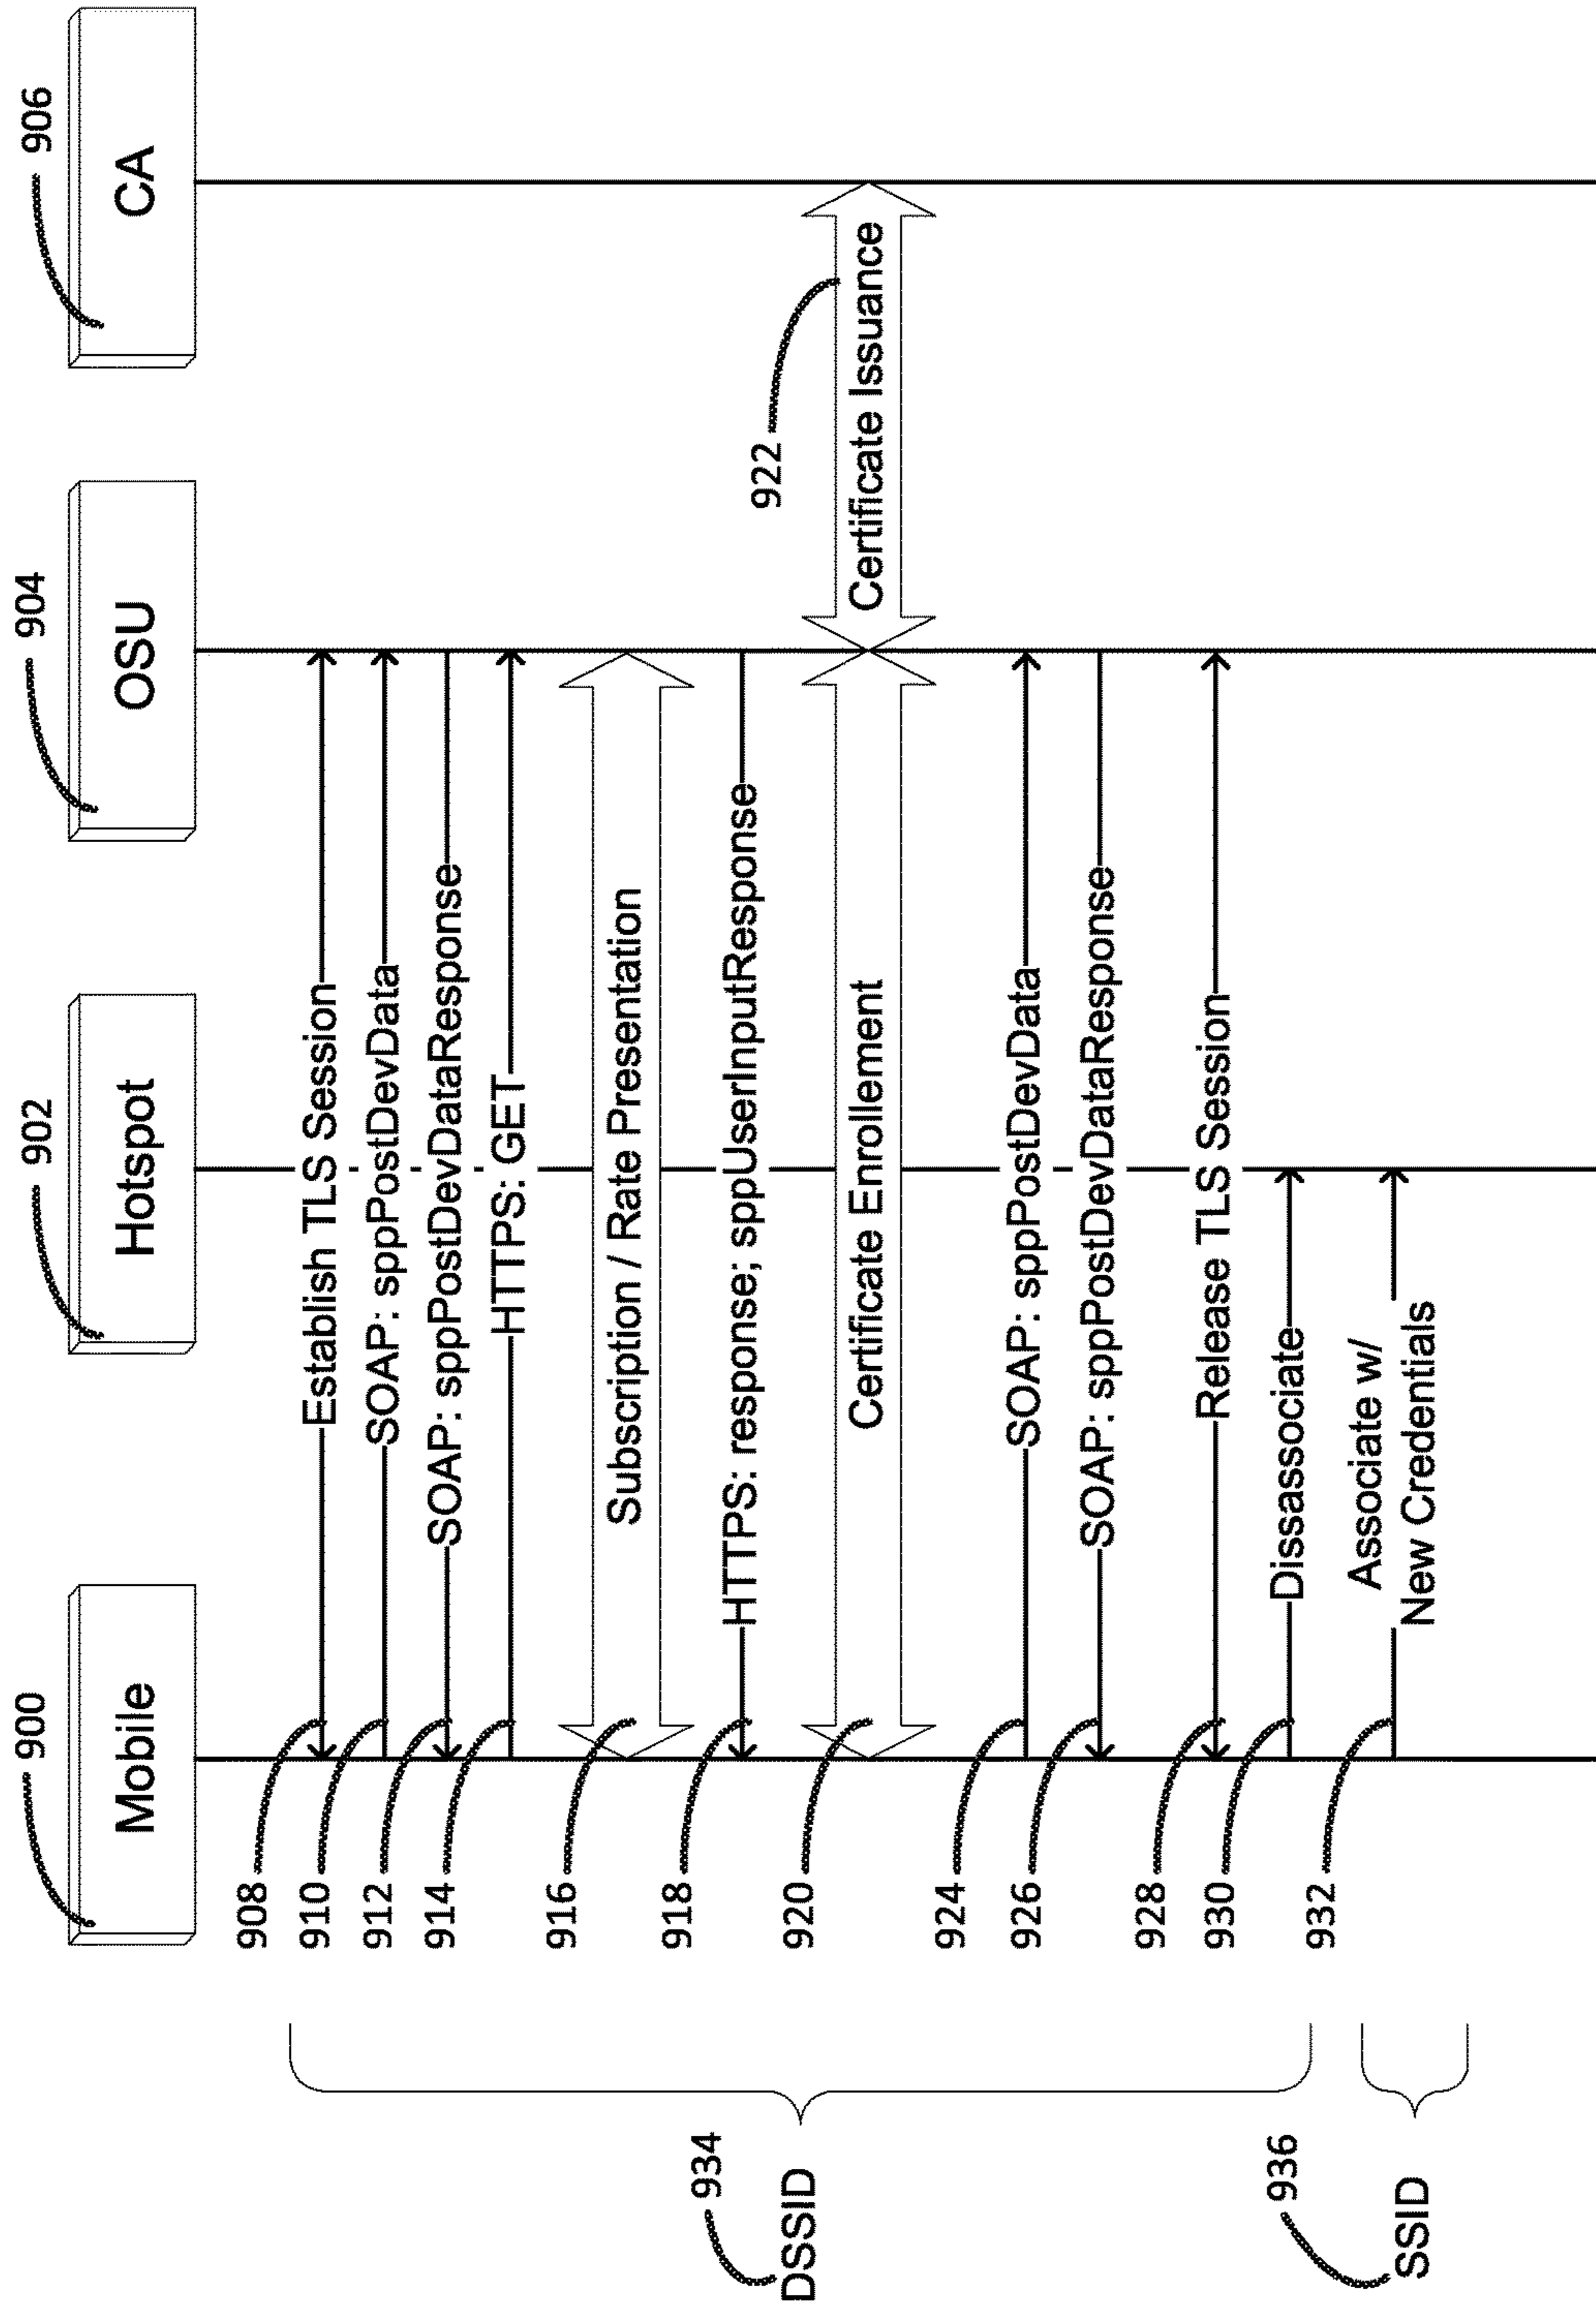 900
Mobile
902
Hotspot
904
OSU
906
CA
908
Establish TLS Session
910
SOAP: sppPostDevData
912
SOAP: sppPostDevDataResponse
914
HTTPS: GET
916
Subscription / Rate Presentation
918
HTTPS: response; sppUserInputResponse
920
Certificate Enrollement
922
Certificate Issuance
924
SOAP: sppPostDevData
926
SOAP: sppPostDevDataResponse
928
Release TLS Session
930
Dissassociate
932
Associate w/
New Credentials
934
DSSID
936
SSID